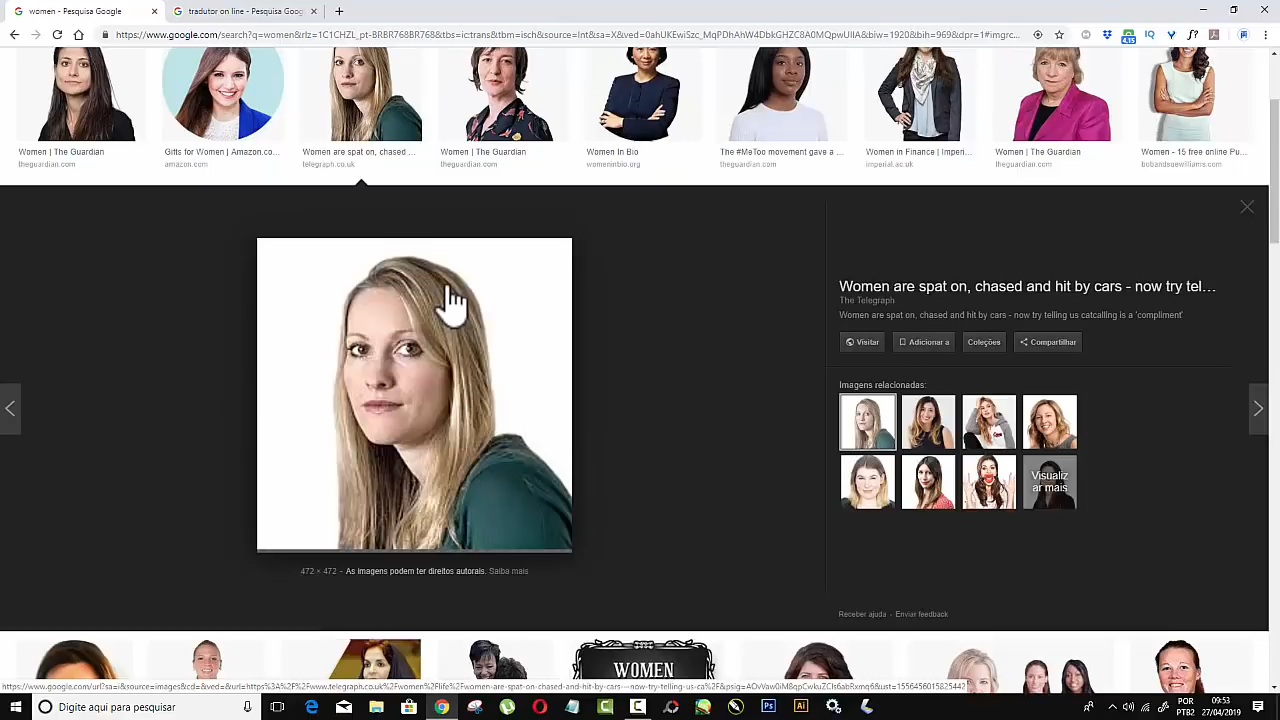 women - Pesquisa Google
tradutor on line - Pesquisa Goog
Women | The Guardian
theguardian.com
Gifts for Women | Amazon.co...
amazon.com
Women are spat on, chased ...
telegraph.co.uk
Women | The Guardian
theguardian.com
Women In Bio
womeninbio.org
The #MeToo movement gave a ...
theguardian.com
Women in Finance | Imperi...
imperial.ac.uk
Women | The Guardian
theguardian.com
Women - 15 free online Pu...
bobandsuewilliams.com
Women are spat on, chased and hit by cars - now try tel...
The Telegraph
Women are spat on, chased and hit by cars - now try telling us catcalling is a 'compliment'
Visitar
Adicionar a
Coleções
Compartilhar
Imagens relacionadas:
Visualiz
ar mais
472 × 472 - As imagens podem ter direitos autorais. Saiba mais
Receber ajuda - Enviar feedback
WOMEN
Digite aqui para pesquisar
POR
PTB2
09:53
27/04/2019